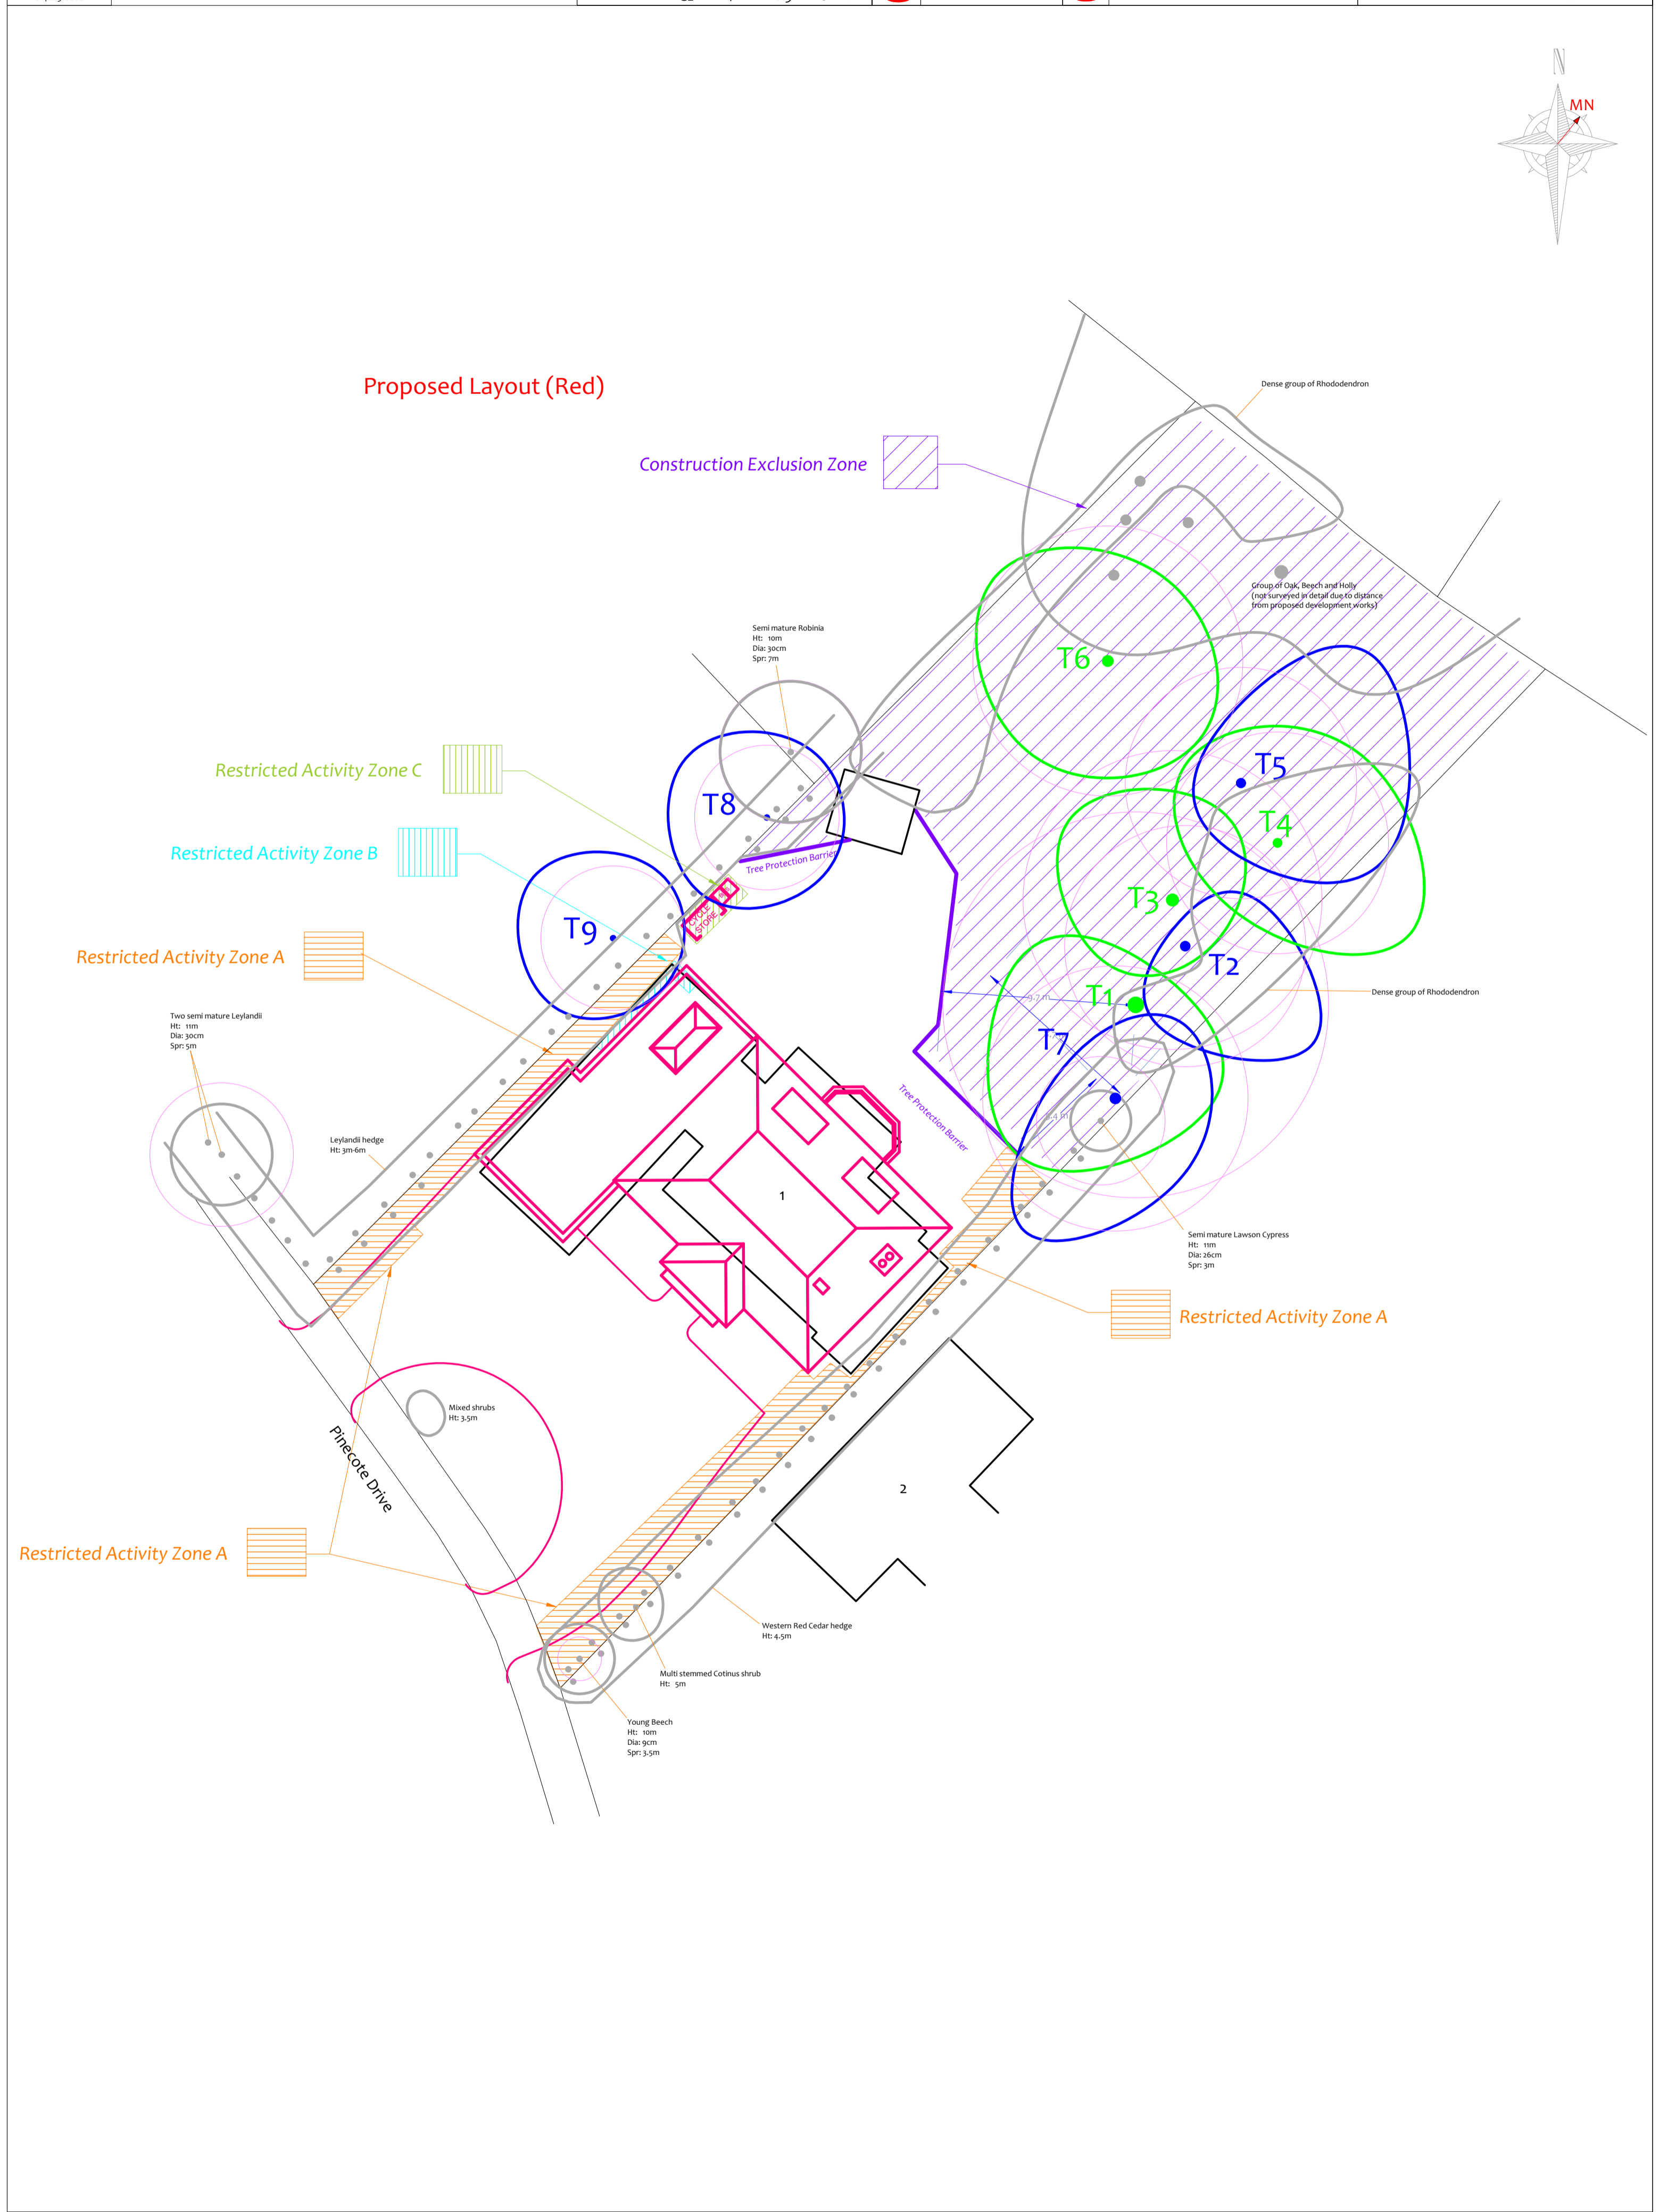 N
MN
Proposed Layout (Red)
Dense group of Rhododendron
Construction Exclusion Zone
Group of Oak, Beech and Holly
(not surveyed in detail due to distance
from proposed development works)
Semi mature Robinia
Ht: 10m
Dia: 30cm
Spr: 7m
T6
Restricted Activity Zone C
T5
T8
T4
Restricted Activity Zone B
Tree Protection Barrier
CYCLE
STORE
T3
T9
T2
Restricted Activity Zone A
T1
9.7 m
Dense group of Rhododendron
Two semi mature Leylandii
Ht: 11m
Dia: 30cm
Spr: 5m
T7
Tree Protection Barrier
Leylandii hedge
Ht: 3m-6m
1
Semi mature Lawson Cypress
Ht: 11m
Dia: 26cm
Spr: 3m
Restricted Activity Zone A
Mixed shrubs
Ht: 3.5m
Pinecote Drive
2
Restricted Activity Zone A
Western Red Cedar hedge
Ht: 4.5m
Multi stemmed Cotinus shrub
Ht: 5m
Young Beech
Ht: 10m
Dia: 9cm
Spr: 3.5m